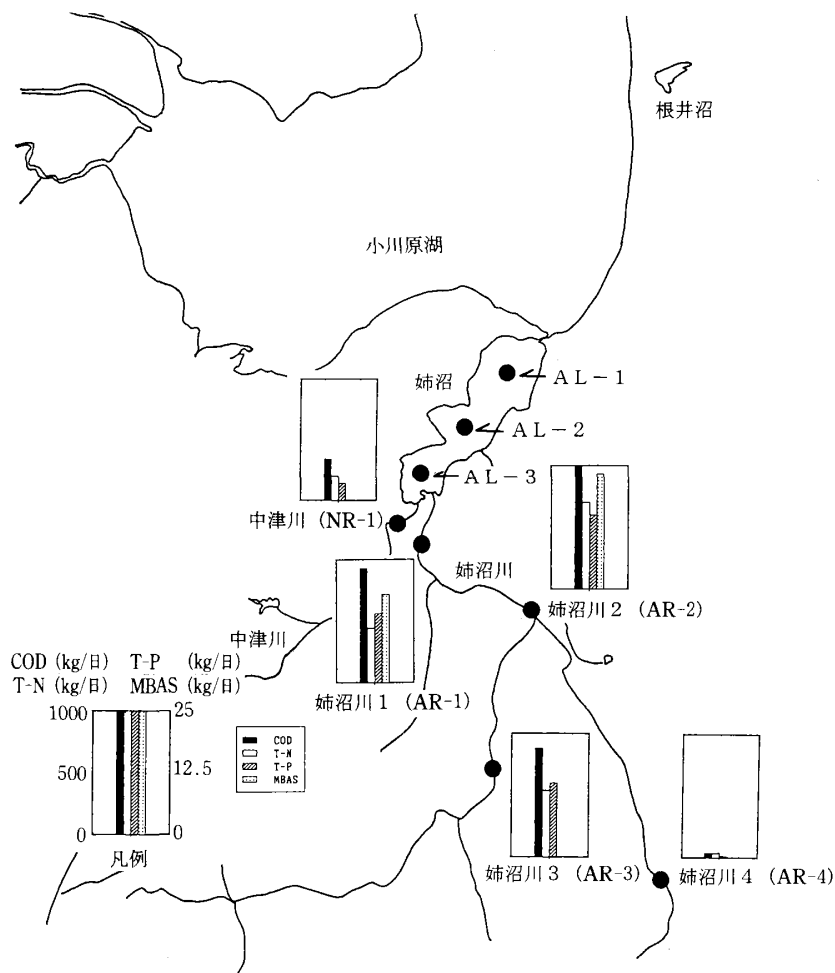 根井沼
小川原湖
姉沼
AL-1
AL-2
AL-3
中津川 (NR-1)
姉沼川
姉沼川2 (AR-2)
中津川
姉沼川1 (AR-1)
COD (kg/日) T-P (kg/日)
T-N (kg/日) MBAS (kg/日)
1000
25
500
12.5
0
0
COD
T-N
T-P
MBAS
凡例
姉沼川3 (AR-3)
姉沼川4 (AR-4)